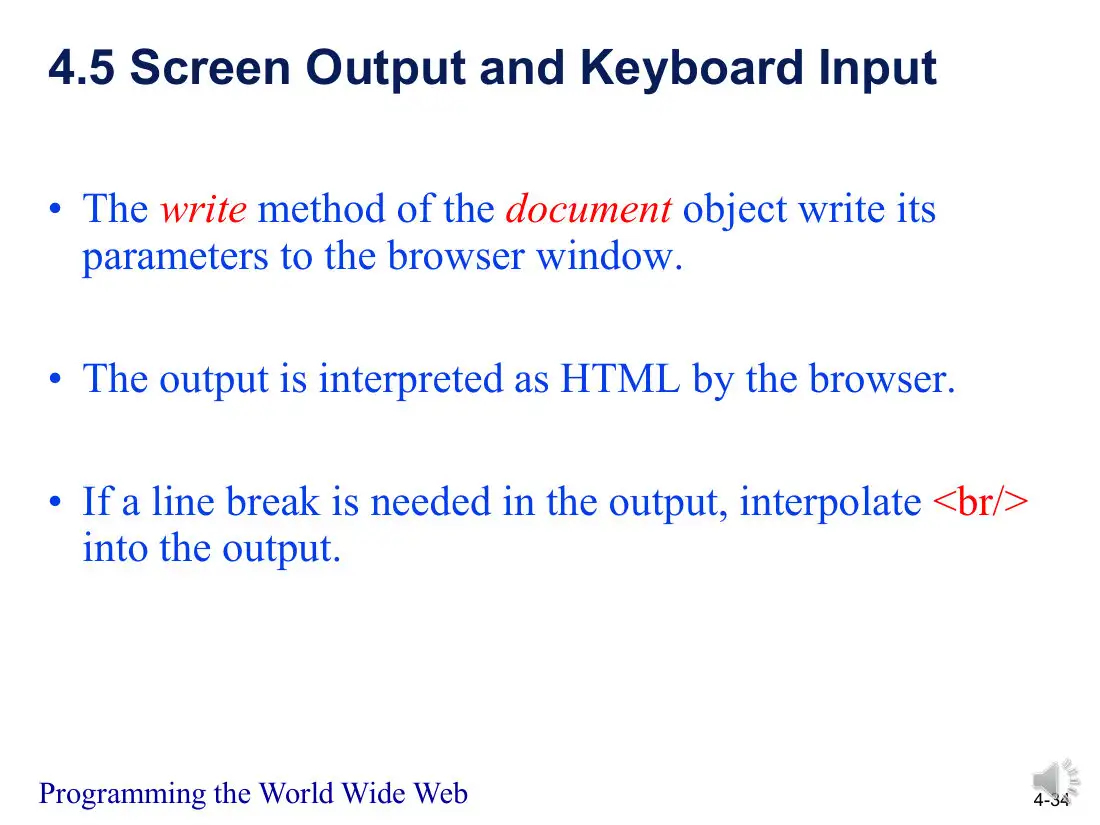 4.5 Screen Output and Keyboard Input
• The write method of the document object write its
parameters to the browser window.
• The output is interpreted as HTML by the browser.
• If a line break is needed in the output, interpolate <br/>
into the output.
Programming the World Wide Web
4-34